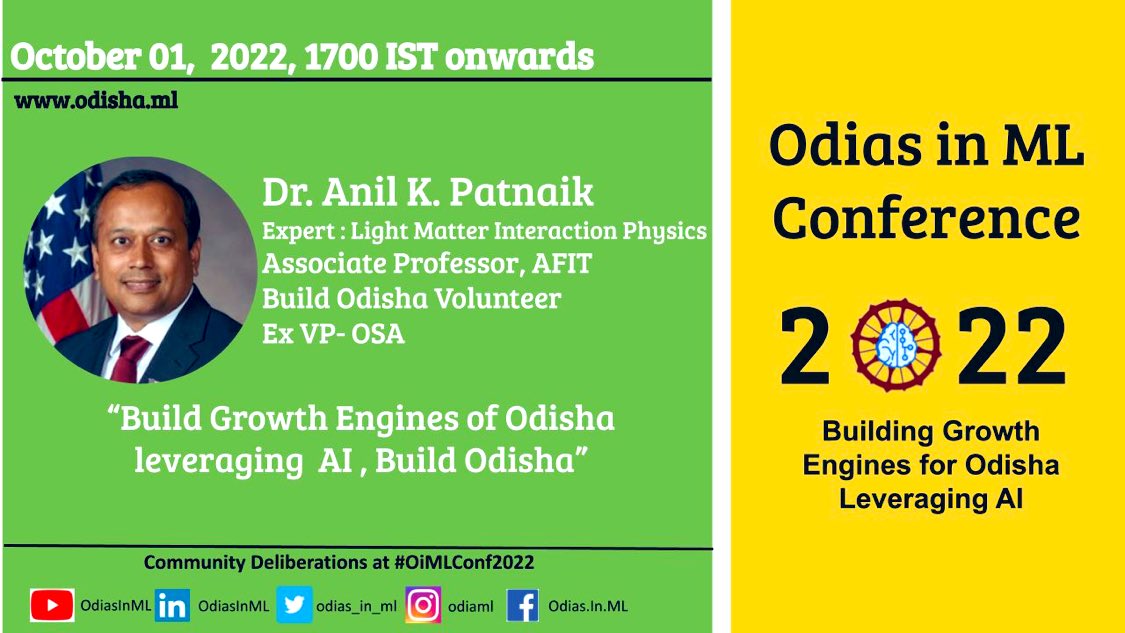 October 01, 2022, 1700 IST onwards
www.odisha.ml
Dr. Anil K. Patnaik
Expert : Light Matter Interaction Physics
Associate Professor, AFIT
Build Odisha Volunteer
Ex VP- OSA
“Build Growth Engines of Odisha
leveraging AI , Build Odisha”
Community Deliberations at #OiMLConf2022
OdiasInML
in
OdiasInML
odias_in_ml
odiaml
f
Odias.In.ML
Odias in ML
Conference
2 22
Building Growth
Engines for Odisha
Leveraging AI